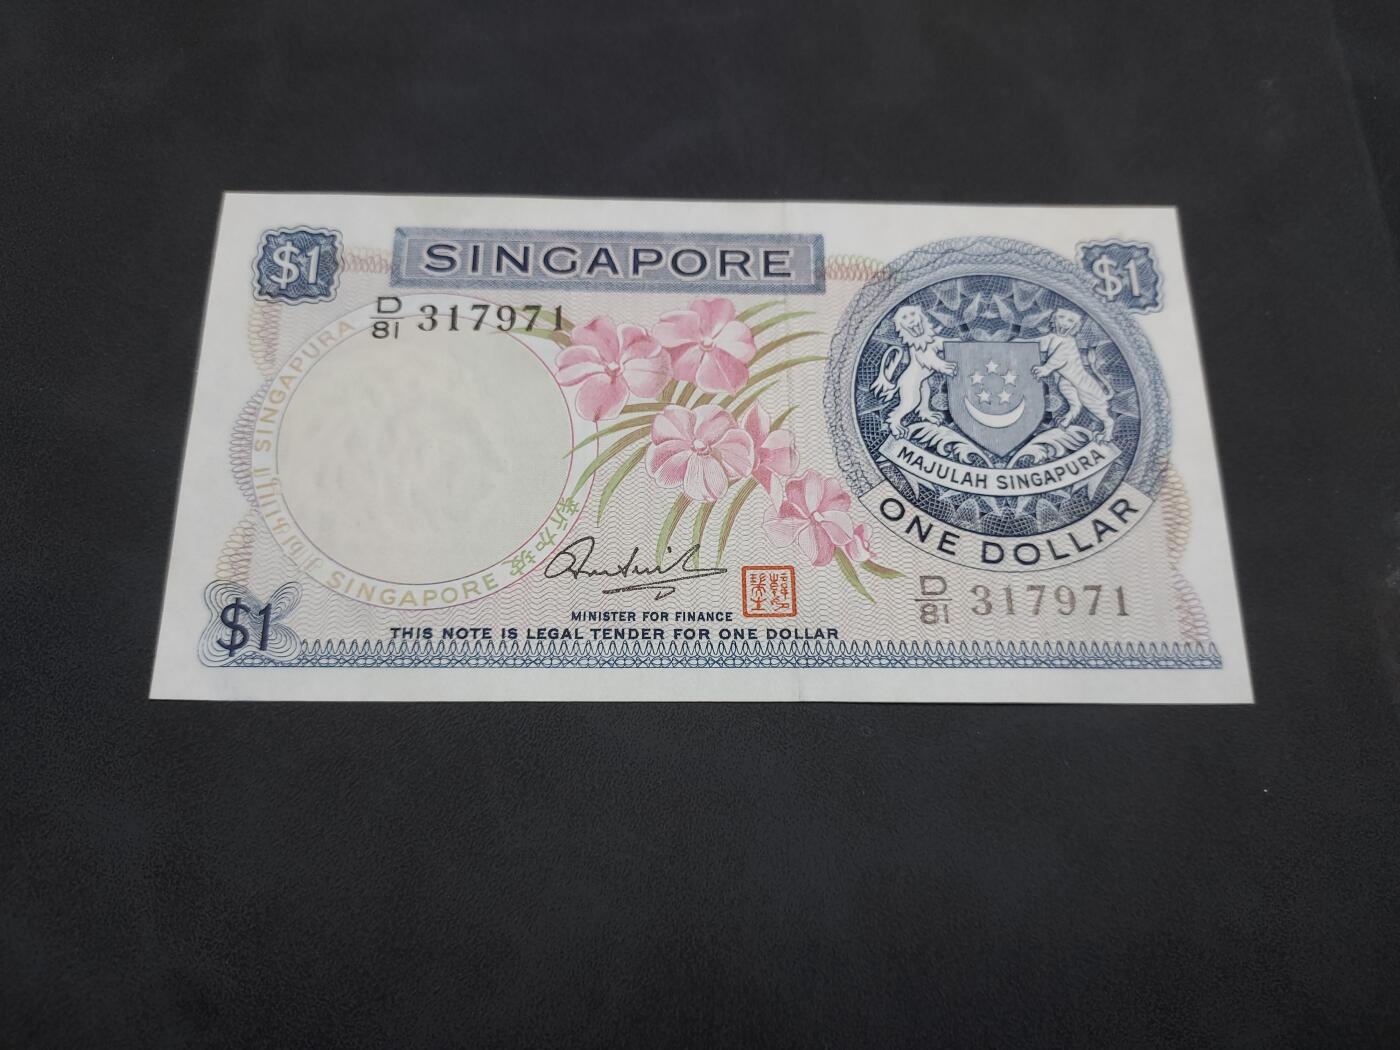 $1
SINGAPORE
$1
D/81 317971
SINGAPURA
新加坡
SINGAPORE
MAJULAH SINGAPURA
ONE DOLLAR
D/81 317971
MINISTER FOR FINANCE
$1
THIS NOTE IS LEGAL TENDER FOR ONE DOLLAR